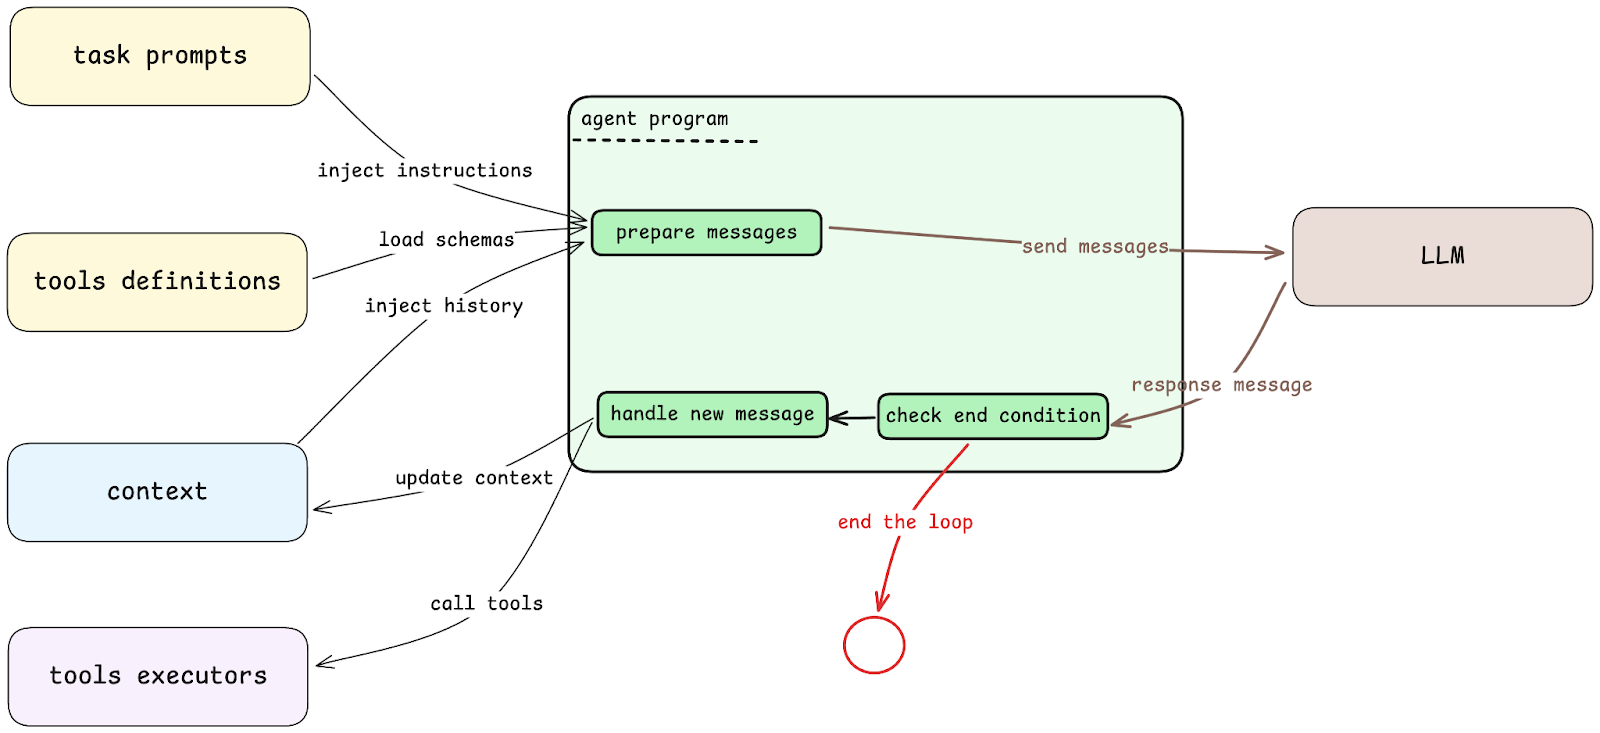 task prompts
agent program
inject instructions
prepare messages
load schemas
send messages
LLM
tools definitions
inject history
response message
handle new message
check end condition
update context
context
end the loop
call tools
tools executors